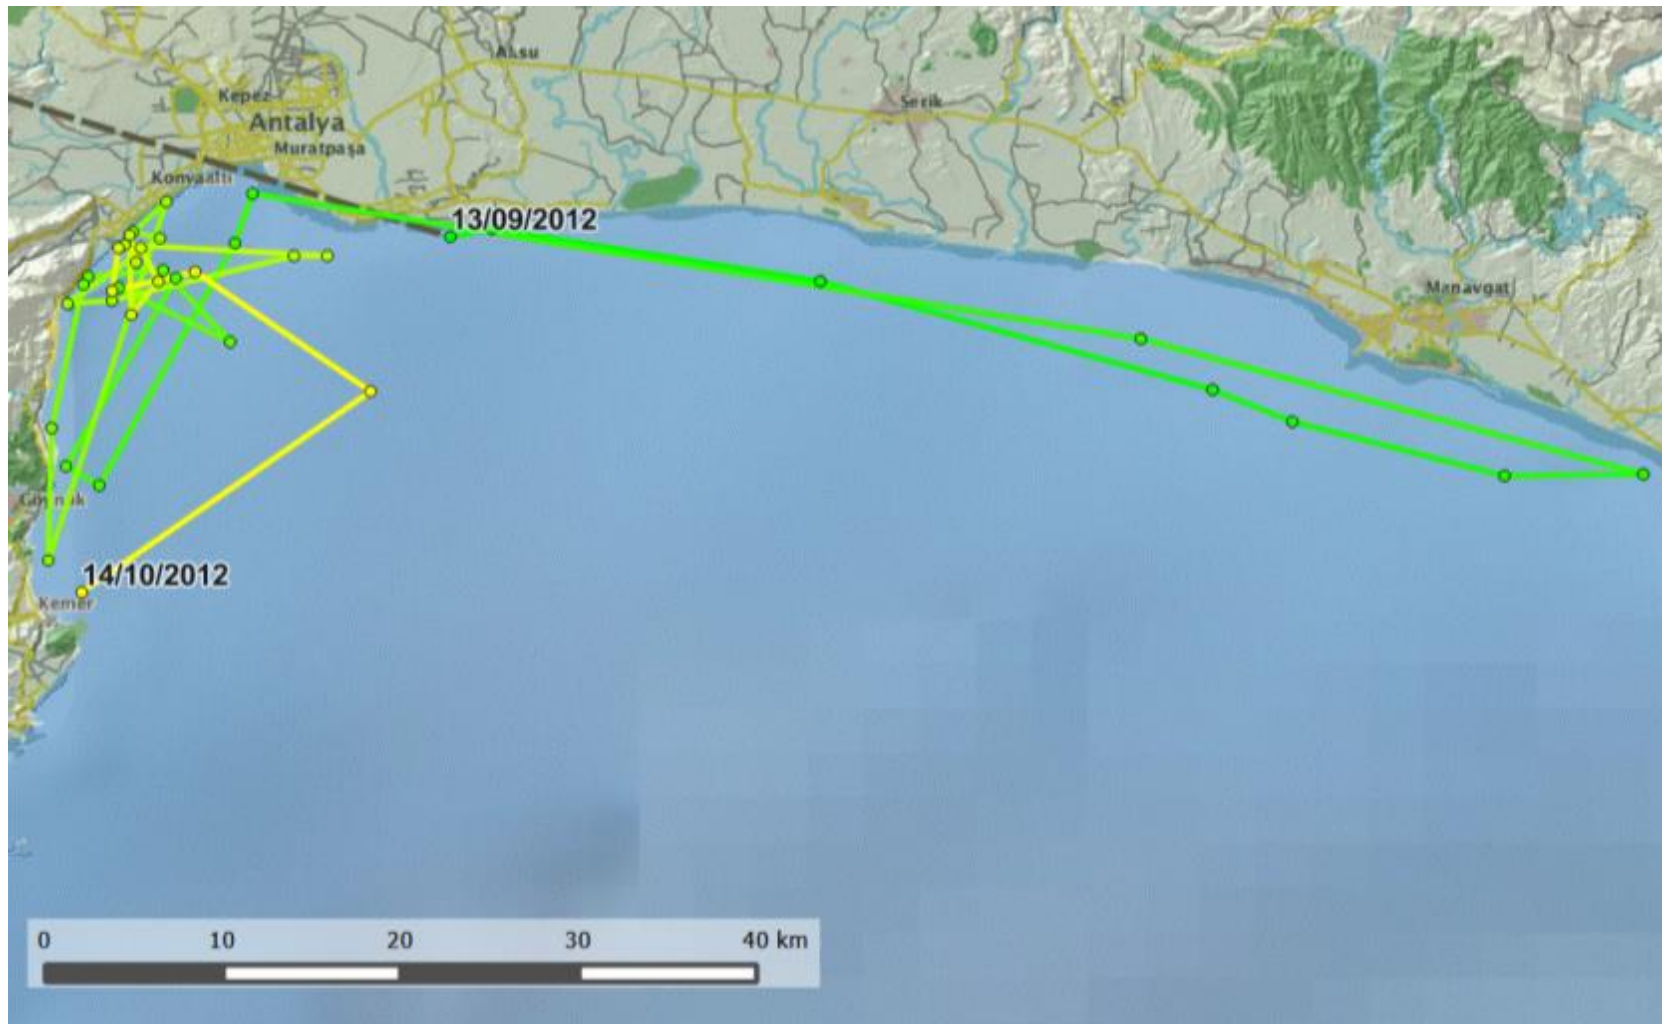 Aksu
Kepez
Serik
Antalya
Muratpaşa
Konyaaltı
13/09/2012
Manavgat
Göynük
14/10/2012
Kemer
0 10 20 30 40 km